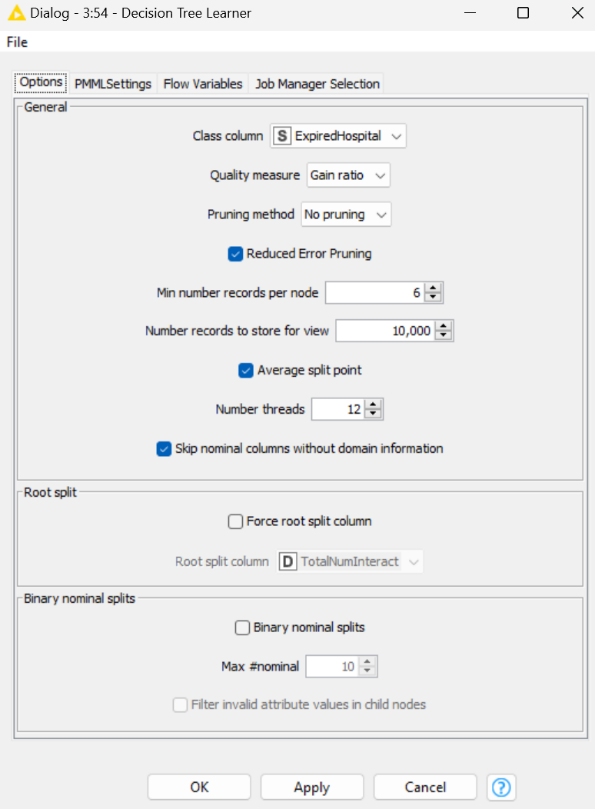 Dialog - 3:54 - Decision Tree Learner
File
Options PMMLSettings Flow Variables Job Manager Selection
General
Class column S ExpiredHospital
Quality measure Gain ratio
Pruning method No pruning
Reduced Error Pruning
Min number records per node 6
Number records to store for view 10,000
Average split point
Number threads 12
Skip nominal columns without domain information
Root split
Force root split column
Root split column D TotalNumInteract
Binary nominal splits
Binary nominal splits
Max #nominal 10
Filter invalid attribute values in child nodes
OK Apply Cancel ?